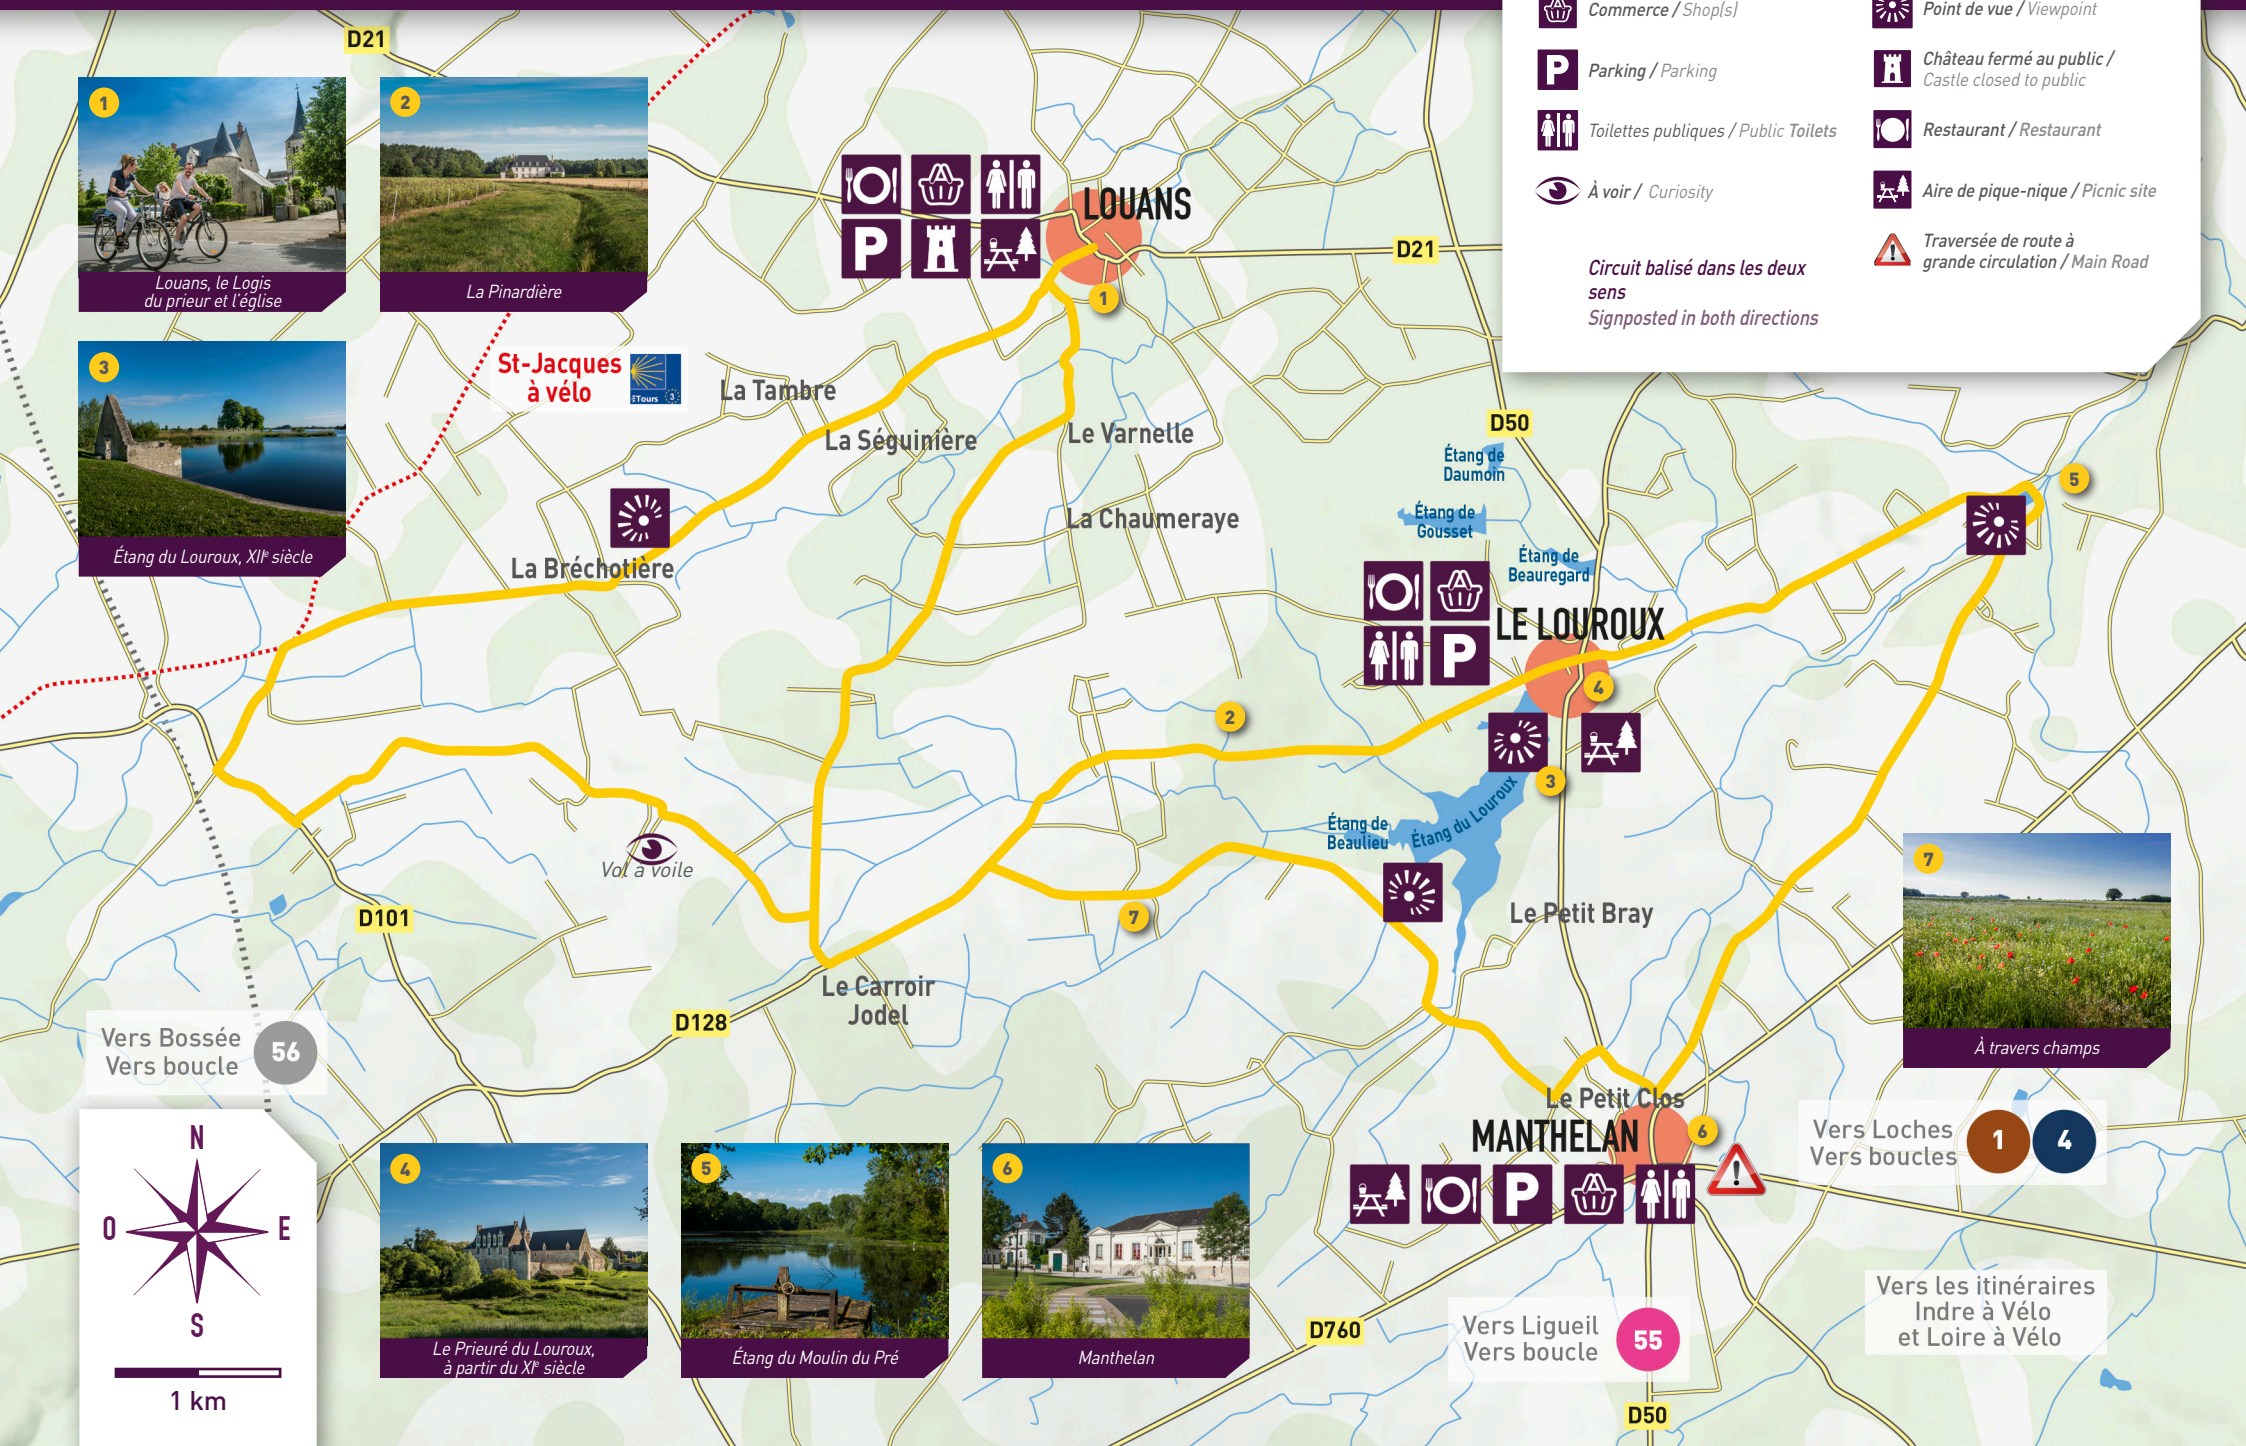 Commerce / Shop(s)
Parking / Parking
Toilettes publiques / Public Toilets
À voir / Curiosity
Circuit balisé dans les deux
sens
Signposted in both directions
Point de vue / Viewpoint
Château fermé au public /
Castle closed to public
Restaurant / Restaurant
Aire de pique-nique / Picnic site
Traversée de route à
grande circulation / Main Road
D21
1
Louans, le Logis
du prieur et l'église
2
La Pinardière
3
Étang du Louroux, XIIe siècle
LOUANS
P
D21
1
St-Jacques
à vélo
Tours
3
La Tambre
La Séguinière
Le Varnelle
La Chaumeraye
La Bréchotière
D50
Étang de
Daumoin
Étang de
Gousset
Étang de
Beauregard
5
LE LOUROUX
P
4
2
3
Étang de
Beaulieu
Étang du Louroux
Vol à voile
D101
7
Le Petit Bray
Le Carroir
Jodel
D128
7
À travers champs
Vers Bossée
Vers boucle
56
Le Petit Clos
MANTHELAN
6
P
Vers Loches
Vers boucles
1
4
N
O
E
S
1 km
4
Le Prieuré du Louroux,
à partir du XIe siècle
5
Étang du Moulin du Pré
6
Manthelan
D760
Vers Ligueil
Vers boucle
55
Vers les itinéraires
Indre à Vélo
et Loire à Vélo
D50